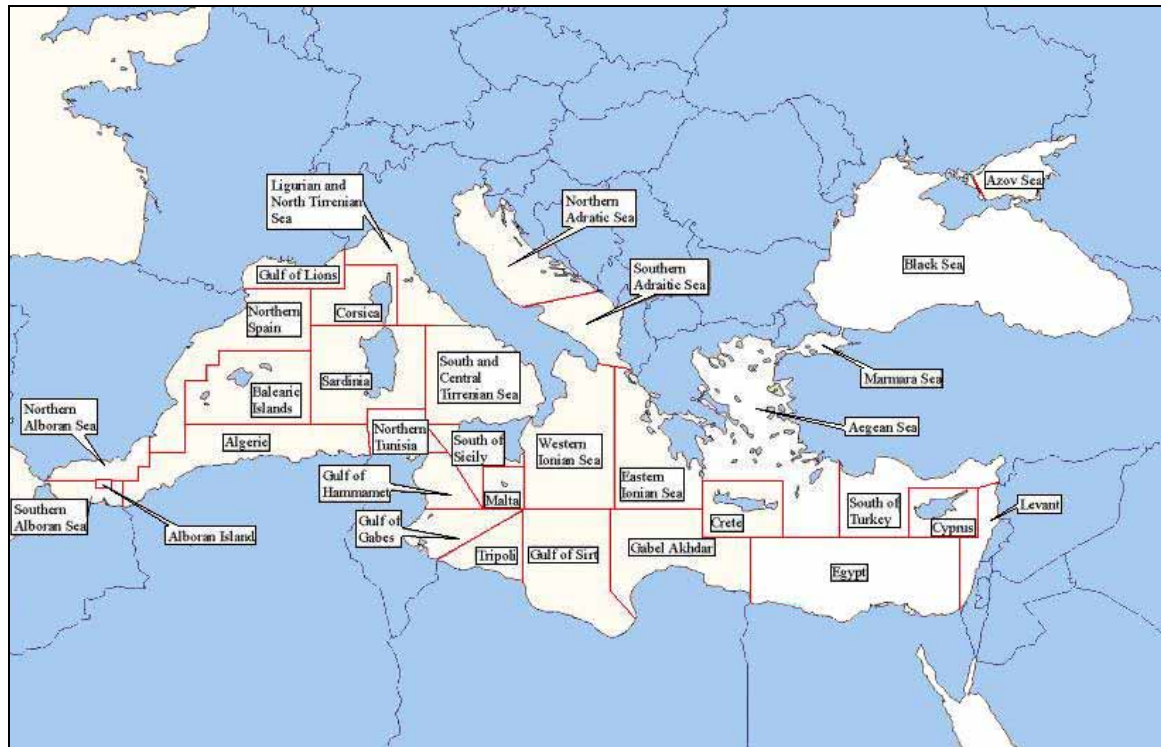 Azov Sea
Ligurian and
North Tirrenian
Sea
Northern
Adratic Sea
Black Sea
Southern
Adraitic Sea
Gulf of Lions
Northern
Spain
Corsica
Marmara Sea
South and
Central
Tirrenian Sea
Sardinia
Balearic
Islands
Northern
Alboran Sea
Aegean Sea
Algerie
Northern
Tunisia
South of
Sicily
Western
Ionian Sea
Gulf of
Hammamet
Eastern
Ionian Sea
Malta
Southern
Alboran Sea
Alboran Island
Gulf of
Gabes
Crete
South of
Turkey
Cyprus
Levant
Tripoli
Gulf of Sirt
Gabel Akhdar
Egypt